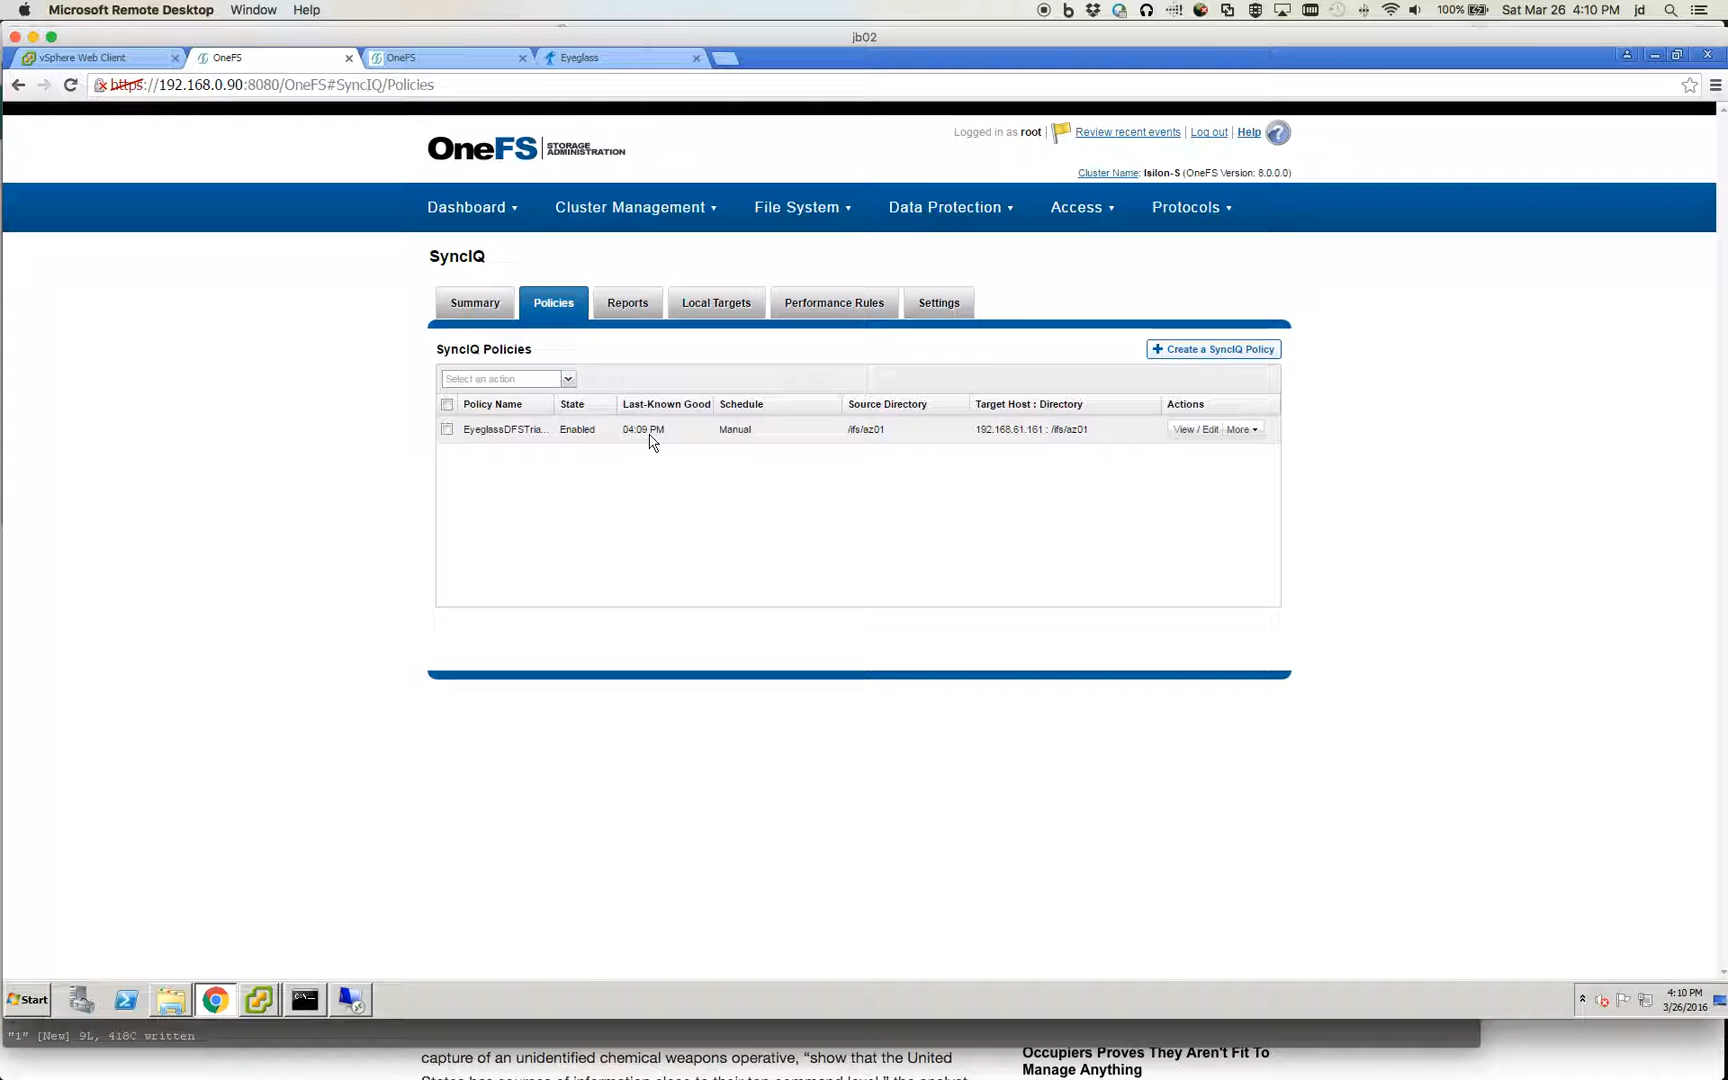 Microsoft Remote Desktop Window Help
100% Sat Mar 26 4:10 PM jd
jb02
vSphere Web Client
OneFS
OneFS
Eyeglass
https://192.168.0.90:8080/OneFS#SyncIQ/Policies
OneFS STORAGE ADMINISTRATION
Logged in as root | Review recent events | Log out | Help
Cluster Name: Isilon-S (OneFS Version: 8.0.0.0)
Dashboard Cluster Management File System Data Protection Access Protocols
SyncIQ
Summary Policies Reports Local Targets Performance Rules Settings
SyncIQ Policies
+ Create a SyncIQ Policy
Select an action
Policy Name State Last-Known Good Schedule Source Directory Target Host : Directory Actions
EyeglassDFSTria... Enabled 04:09 PM Manual /ifs/az01 192.168.61.161 : /ifs/az01 View / Edit More
Start
4:10 PM
3/26/2016
"1" [New] 9L, 418C written
capture of an unidentified chemical weapons operative, “show that the United
Occupiers Proves They Aren't Fit To
Manage Anything